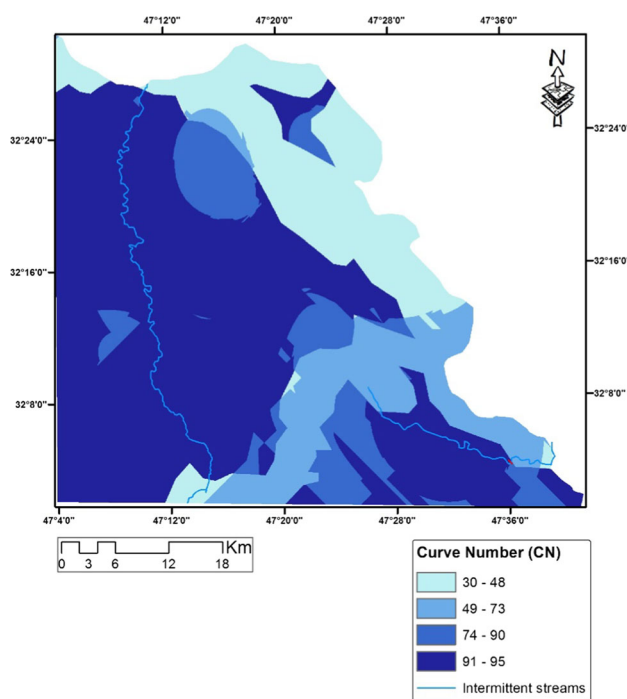 47°12'0" 47°20'0" 47°28'0" 47°36'0"
N
32°24'0" 32°24'0"
32°16'0" 32°16'0"
32°8'0" 32°8'0"
47°4'0" 47°12'0" 47°20'0" 47°28'0" 47°36'0"
Km
0 3 6 12 18
Curve Number (CN)
30 - 48
49 - 73
74 - 90
91 - 95
Intermittent streams